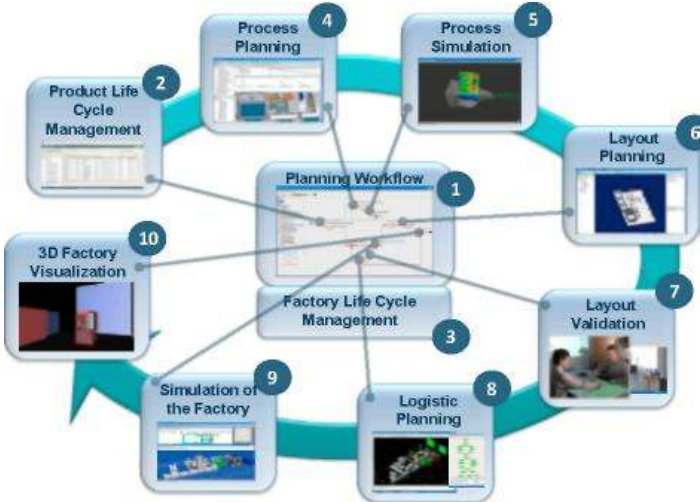 Planning Workflow
1
Product Life
Cycle
Management
2
Factory Life Cycle
Management
3
Process
Planning
4
Process
Simulation
5
Layout
Planning
6
Layout
Validation
7
Logistic
Planning
8
Simulation of
the Factory
9
3D Factory
Visualization
10